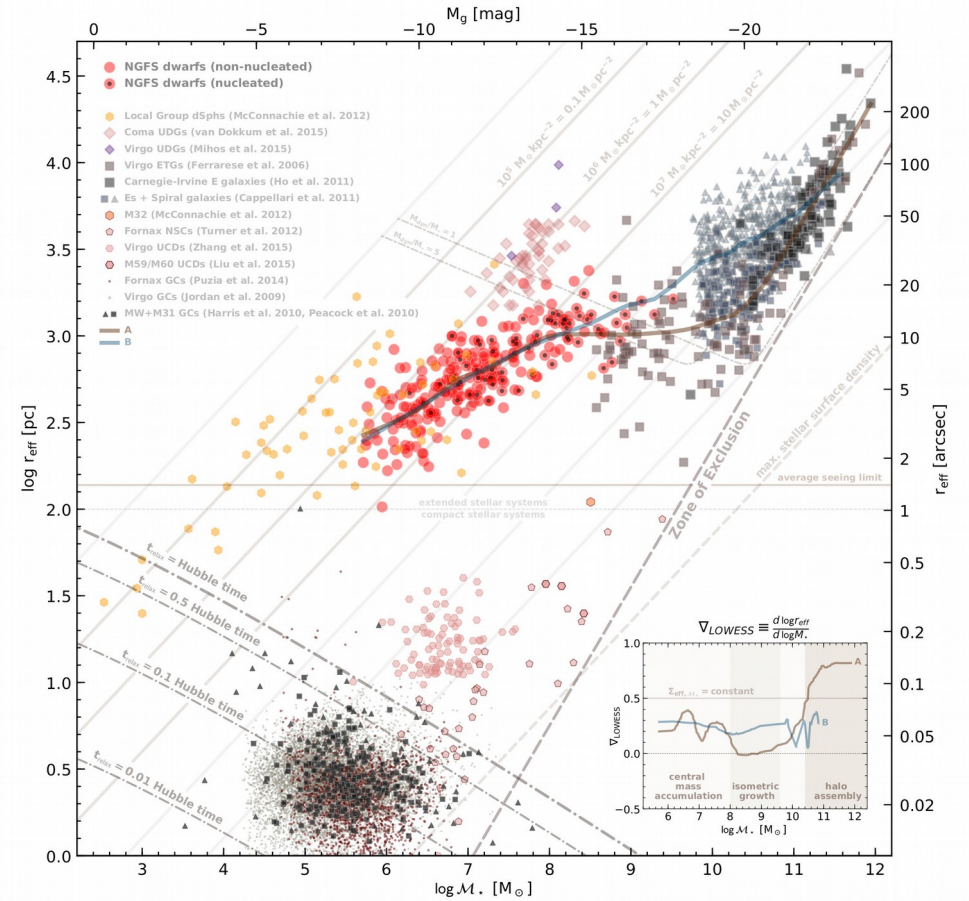 M_g [mag]
0 −5 −10 −15 −20
NGFS dwarfs (non-nucleated)
NGFS dwarfs (nucleated)
Local Group dSphs (McConnachie et al. 2012)
Coma UDGs (van Dokkum et al. 2015)
Virgo UDGs (Mihos et al. 2015)
Virgo ETGs (Ferrarese et al. 2006)
Carnegie-Irvine E galaxies (Ho et al. 2011)
Es + Spiral galaxies (Cappellari et al. 2011)
M32 (McConnachie et al. 2012)
Fornax NSCs (Turner et al. 2012)
Virgo UCDs (Zhang et al. 2015)
M59/M60 UCDs (Liu et al. 2015)
Fornax GCs (Puzia et al. 2014)
Virgo GCs (Jordan et al. 2009)
MW+M31 GCs (Harris et al. 2010, Peacock et al. 2010)
A
B
10⁵ M☉ kpc⁻² = 0.1 M☉ pc⁻²
10⁶ M☉ kpc⁻² = 1 M☉ pc⁻²
10⁷ M☉ kpc⁻² = 10 M☉ pc⁻²
M_dyn/M⋆ = 1
M_dyn/M⋆ = 5
4.5
4.0
3.5
3.0
2.5
2.0
1.5
1.0
0.5
0.0
log r_eff [pc]
200
100
50
20
10
5
2
1
0.5
0.2
0.1
0.05
0.02
r_eff [arcsec]
max. stellar surface density
Zone of Exclusion
average seeing limit
extended stellar systems
compact stellar systems
t_relax = Hubble time
t_relax = 0.5 Hubble time
t_relax = 0.1 Hubble time
t_relax = 0.01 Hubble time
∇_LOWESS ≡ d log r_eff / d log M⋆
1.0
0.5
0.0
−0.5
∇_LOWESS
Σ_eff,M⋆ = constant
A
B
central
mass
accumulation
isometric
growth
halo
assembly
6 7 8 9 10 11 12
log M⋆ [M☉]
3 4 5 6 7 8 9 10 11 12
log M⋆ [M☉]